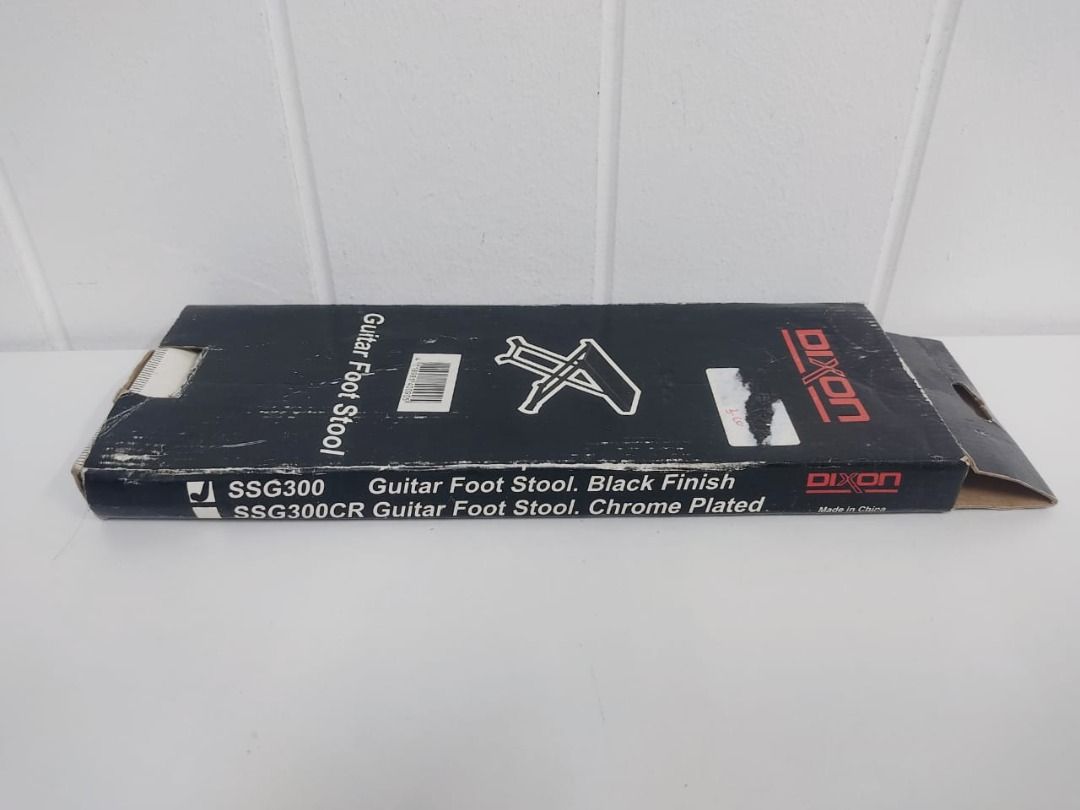 DIXON
Guitar Foot Stool
SSG300 Guitar Foot Stool. Black Finish
SSG300CR Guitar Foot Stool. Chrome Plated
DIXON
Made in China